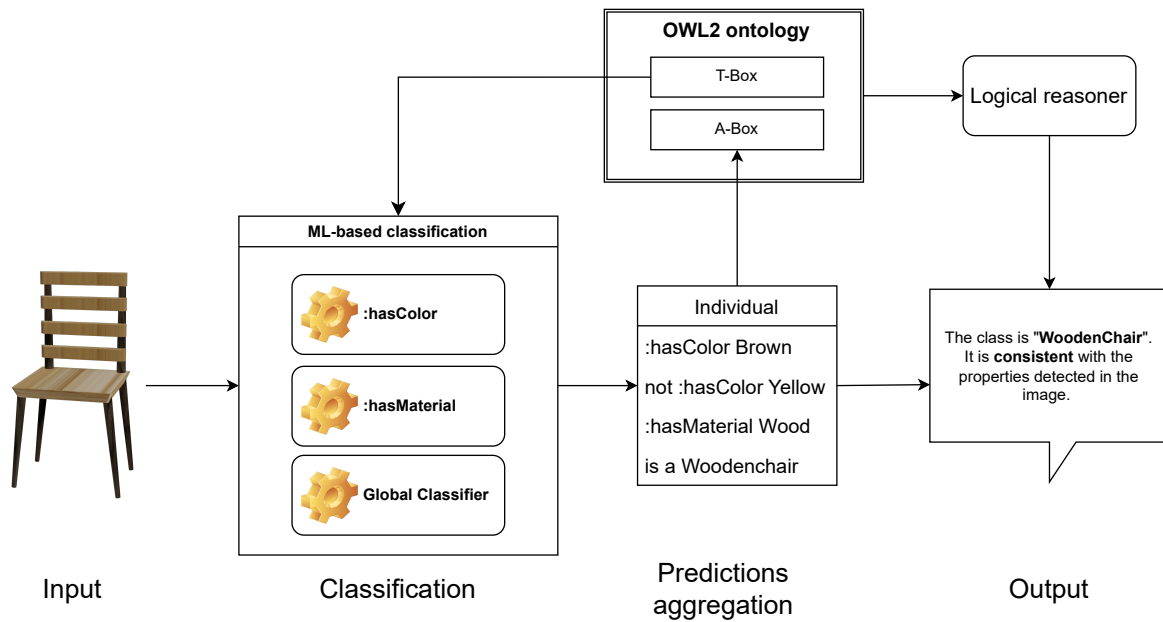 OWL2 ontology
T-Box
A-Box
Logical reasoner
ML-based classification
:hasColor
:hasMaterial
Global Classifier
Individual
:hasColor Brown
not :hasColor Yellow
:hasMaterial Wood
is a Woodenchair
The class is "WoodenChair".
It is consistent with the
properties detected in the
image.
Input
Classification
Predictions
aggregation
Output